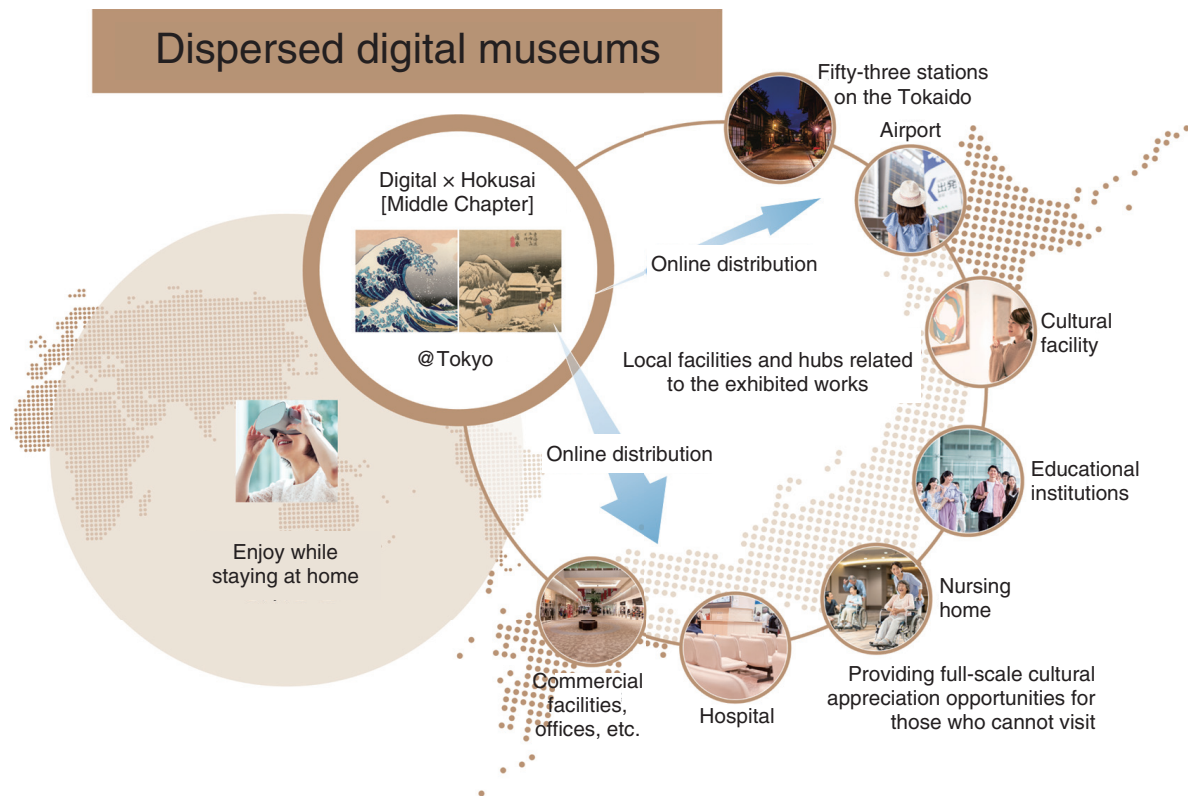 Dispersed digital museums
Fifty-three stations
on the Tokaido
Airport
出発
Digital × Hokusai
[Middle Chapter]
@Tokyo
Online distribution
Cultural
facility
Local facilities and hubs related
to the exhibited works
Online distribution
Educational
institutions
Enjoy while
staying at home
Nursing
home
Commercial
facilities,
offices, etc.
Hospital
Providing full-scale cultural
appreciation opportunities for
those who cannot visit